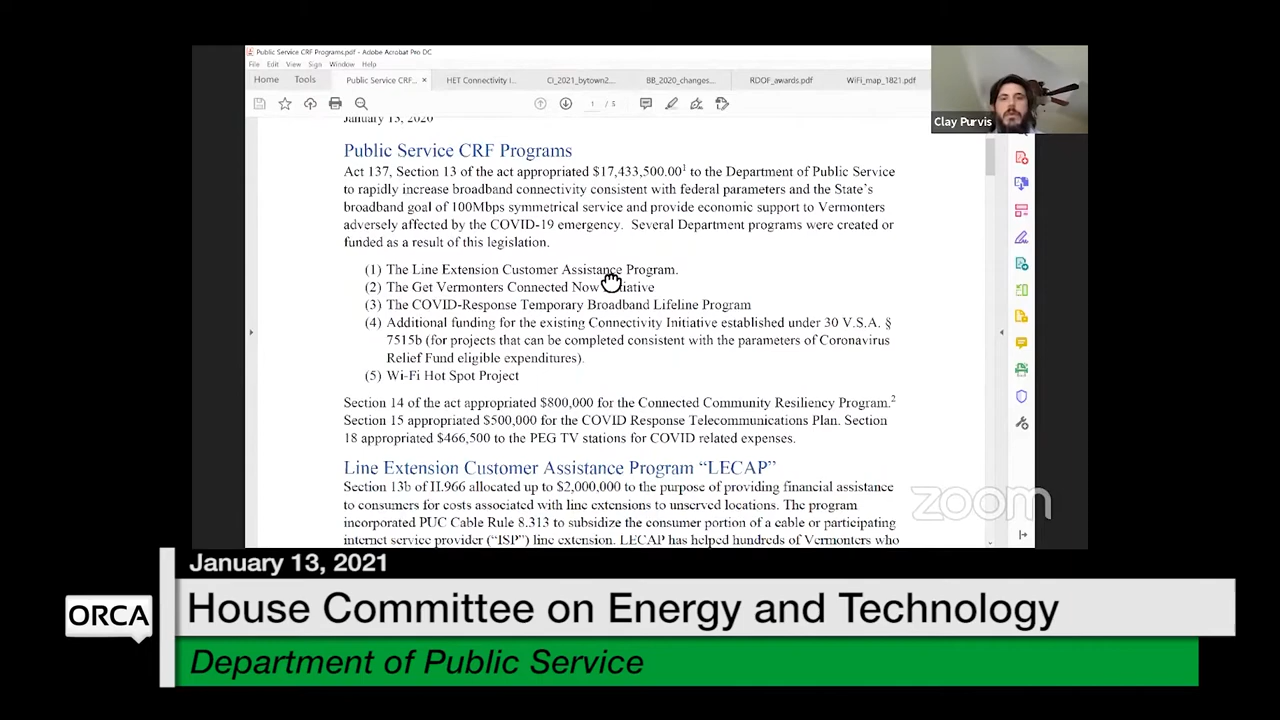 Public Service CRF Programs.pdf - Adobe Acrobat Pro DC
File Edit View Sign Window Help
Home Tools Public Service CRF... × HET Connectivity I... CI_2021_bytown2... BB_2020_changes... RDOF_awards.pdf WiFi_map_1821.pdf
1 / 5
Clay Purvis
January 13, 2020
Public Service CRF Programs
Act 137, Section 13 of the act appropriated $17,433,500.00¹ to the Department of Public Service
to rapidly increase broadband connectivity consistent with federal parameters and the State's
broadband goal of 100Mbps symmetrical service and provide economic support to Vermonters
adversely affected by the COVID-19 emergency. Several Department programs were created or
funded as a result of this legislation.
(1) The Line Extension Customer Assistance Program.
(2) The Get Vermonters Connected Now
(3) The COVID-Response Temporary Broadband Lifeline Program
(4) Additional funding for the existing Connectivity Initiative established under 30 V.S.A. §
7515b (for projects that can be completed consistent with the parameters of Coronavirus
Relief Fund eligible expenditures).
(5) Wi-Fi Hot Spot Project
Section 14 of the act appropriated $800,000 for the Connected Community Resiliency Program.²
Section 15 appropriated $500,000 for the COVID Response Telecommunications Plan. Section
18 appropriated $466,500 to the PEG TV stations for COVID related expenses.
Line Extension Customer Assistance Program “LECAP”
Section 13b of H.966 allocated up to $2,000,000 to the purpose of providing financial assistance
to consumers for costs associated with line extensions to unserved locations. The program
incorporated PUC Cable Rule 8.313 to subsidize the consumer portion of a cable or participating
internet service provider (“ISP”) line extension. LECAP has helped hundreds of Vermonters who
zoom
January 13, 2021
ORCA
House Committee on Energy and Technology
Department of Public Service